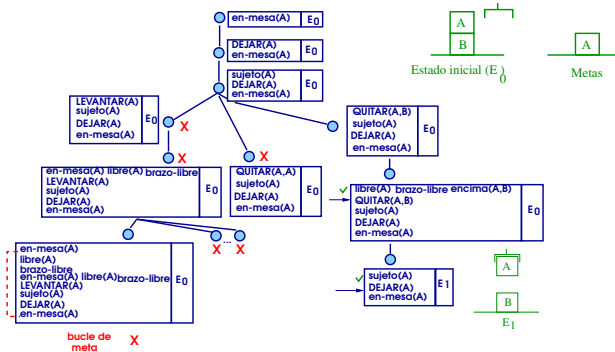 en-mesa(A) E0
DEJAR(A)
en-mesa(A) E0
sujeto(A)
DEJAR(A)
en-mesa(A) E0
A
B
Estado inicial (E0)
A
Metas
LEVANTAR(A)
sujeto(A)
DEJAR(A)
en-mesa(A) E0
X
X
X
QUITAR(A,B)
sujeto(A)
DEJAR(A)
en-mesa(A) E0
en-mesa(A) libre(A) brazo-libre
LEVANTAR(A)
sujeto(A)
DEJAR(A)
en-mesa(A) E0
QUITAR(A,A)
sujeto(A)
DEJAR(A)
en-mesa(A) E0
✓ libre(A) brazo-libre encima(A,B)
QUITAR(A,B)
sujeto(A)
DEJAR(A)
en-mesa(A) E0
en-mesa(A)
libre(A)
brazo-libre
en-mesa(A) libre(A) brazo-libre
LEVANTAR(A)
sujeto(A)
DEJAR(A)
en-mesa(A) E0
...
X X
✓ sujeto(A)
DEJAR(A)
en-mesa(A) E1
A
B
E1
bucle de
meta X